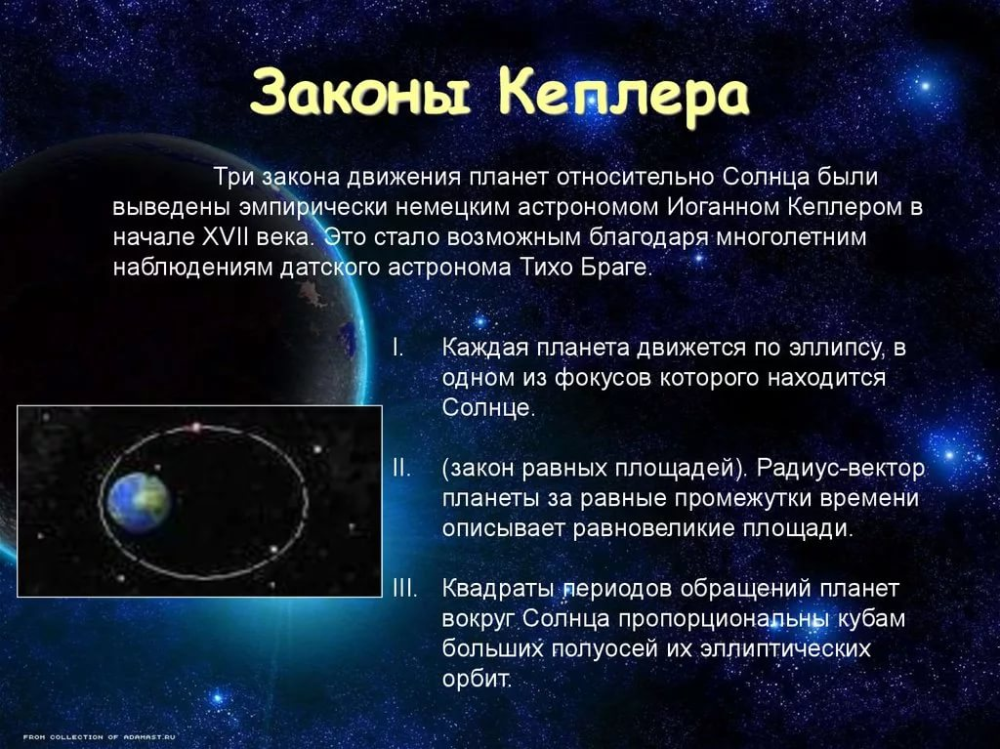 Законы Кеплера
Три закона движения планет относительно Солнца были
выведены эмпирически немецким астрономом Иоганном Кеплером в
начале XVII века. Это стало возможным благодаря многолетним
наблюдениям датского астронома Тихо Браге.
I. Каждая планета движется по эллипсу, в
одном из фокусов которого находится
Солнце.
II. (закон равных площадей). Радиус-вектор
планеты за равные промежутки времени
описывает равновеликие площади.
III. Квадраты периодов обращений планет
вокруг Солнца пропорциональны кубам
больших полуосей их эллиптических
орбит.
FROM COLLECTION OF ADAMAST.RU